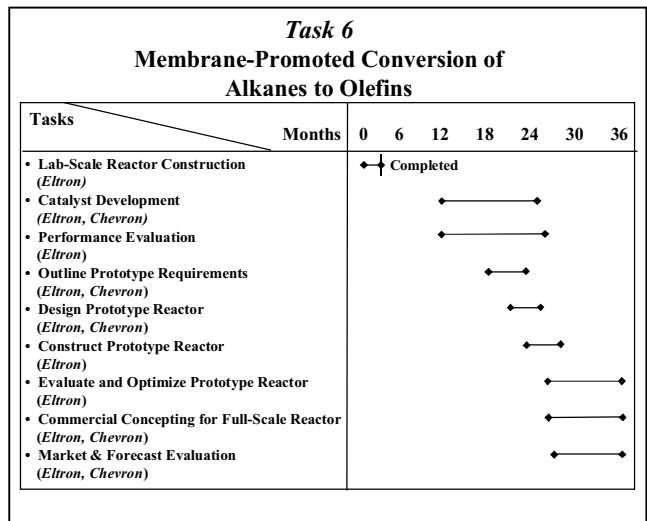 Task 6
Membrane-Promoted Conversion of
Alkanes to Olefins
Tasks
Months 0 6 12 18 24 30 36
• Lab-Scale Reactor Construction
(Eltron)
Completed
• Catalyst Development
(Eltron, Chevron)
• Performance Evaluation
(Eltron)
• Outline Prototype Requirements
(Eltron, Chevron)
• Design Prototype Reactor
(Eltron, Chevron)
• Construct Prototype Reactor
(Eltron)
• Evaluate and Optimize Prototype Reactor
(Eltron)
• Commercial Concepting for Full-Scale Reactor
(Eltron, Chevron)
• Market & Forecast Evaluation
(Eltron, Chevron)